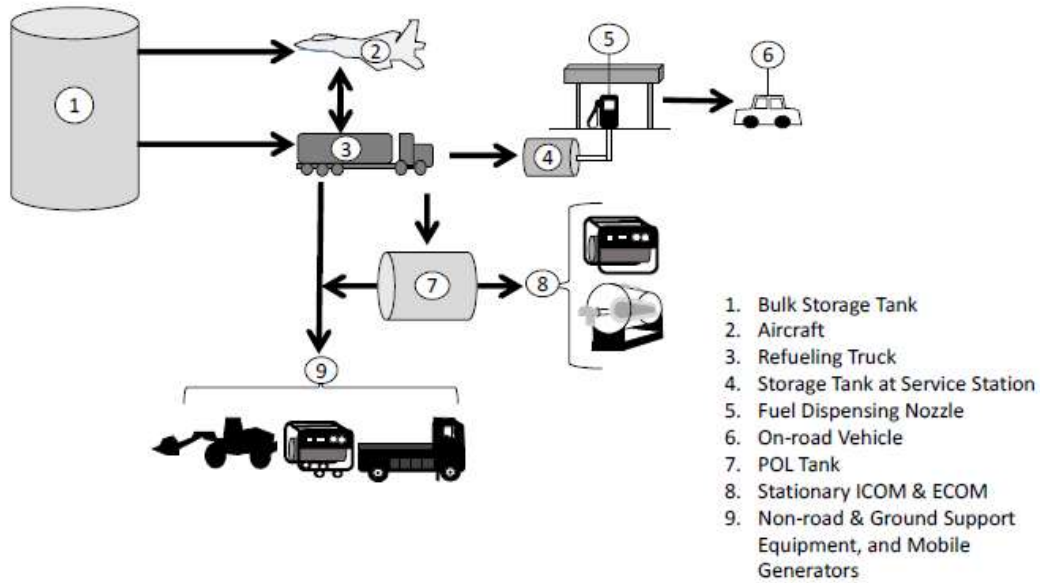 1
2
3
4
5
6
7
8
9
1. Bulk Storage Tank
2. Aircraft
3. Refueling Truck
4. Storage Tank at Service Station
5. Fuel Dispensing Nozzle
6. On-road Vehicle
7. POL Tank
8. Stationary ICOM & ECOM
9. Non-road & Ground Support
Equipment, and Mobile
Generators